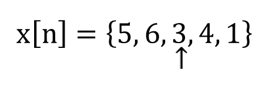 x[n] = {5, 6, 3, 4, 1}
↑